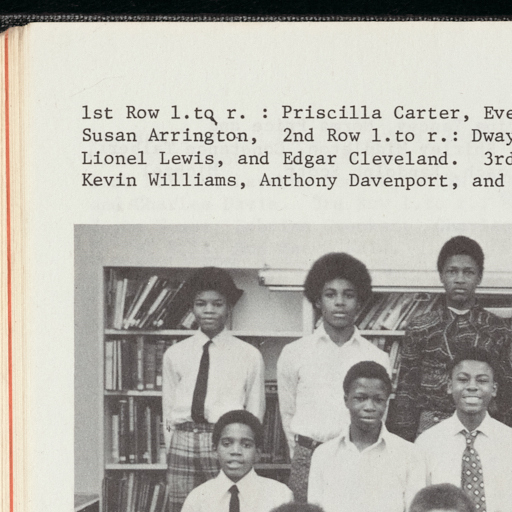 1st Row l.to r. : Priscilla Carter, Eve
Susan Arrington, 2nd Row l.to r.: Dway
Lionel Lewis, and Edgar Cleveland. 3rd
Kevin Williams, Anthony Davenport, and